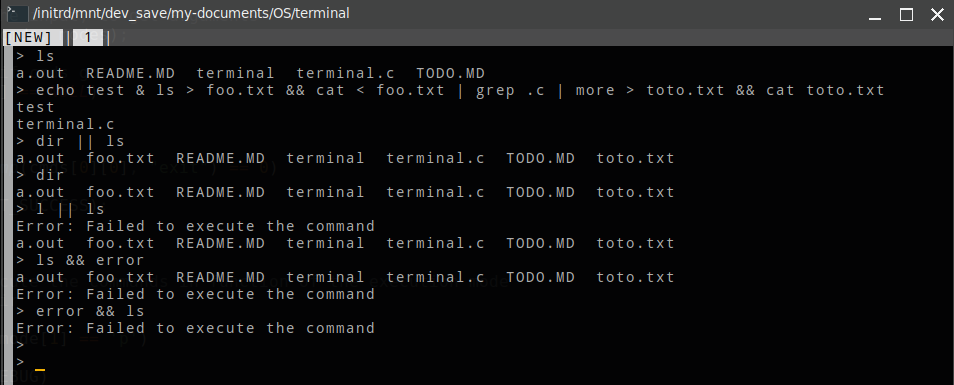 /initrd/mnt/dev_save/my-documents/OS/terminal
[NEW] | 1 |
> ls
a.out  README.MD  terminal  terminal.c  TODO.MD
> echo test & ls > foo.txt && cat < foo.txt | grep .c | more > toto.txt && cat toto.txt
test
terminal.c
> dir || ls
a.out  foo.txt  README.MD  terminal  terminal.c  TODO.MD  toto.txt
> dir
a.out  foo.txt  README.MD  terminal  terminal.c  TODO.MD  toto.txt
> l || ls
Error: Failed to execute the command
a.out  foo.txt  README.MD  terminal  terminal.c  TODO.MD  toto.txt
> ls && error
a.out  foo.txt  README.MD  terminal  terminal.c  TODO.MD  toto.txt
Error: Failed to execute the command
> error && ls
Error: Failed to execute the command
>
>